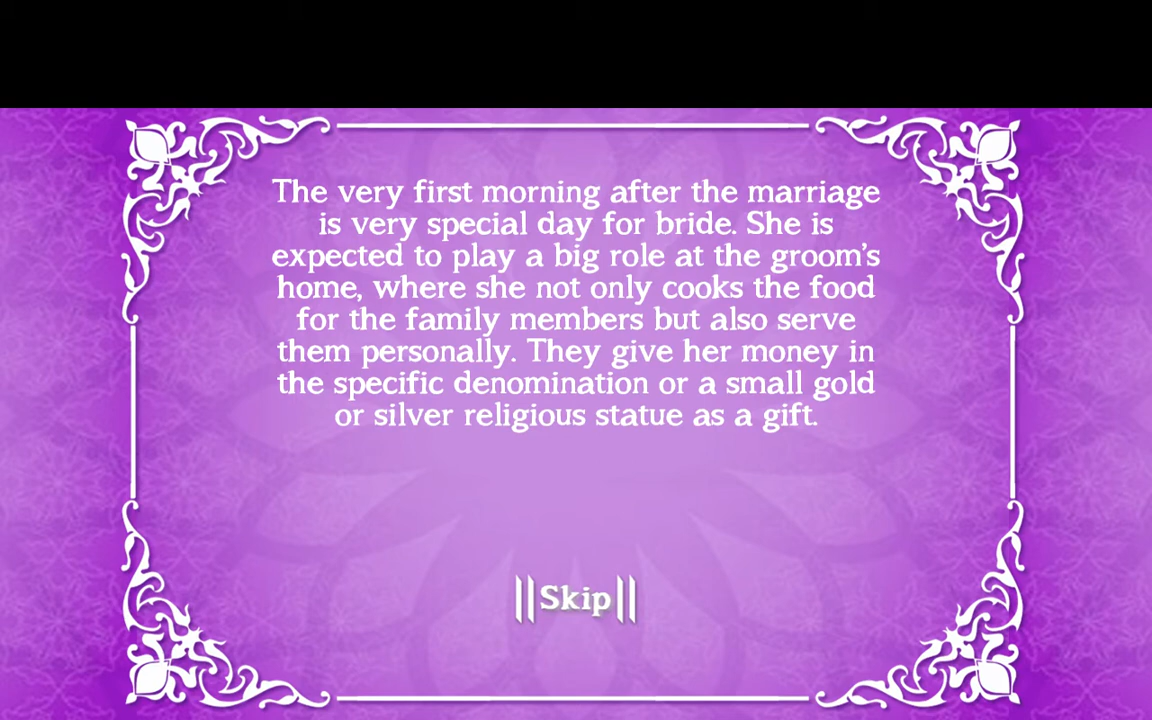 The very first morning after the marriage
is very special day for bride. She is
expected to play a big role at the groom's
home, where she not only cooks the food
for the family members but also serve
them personally. They give her money in
the specific denomination or a small gold
or silver religious statue as a gift.
||Skip||